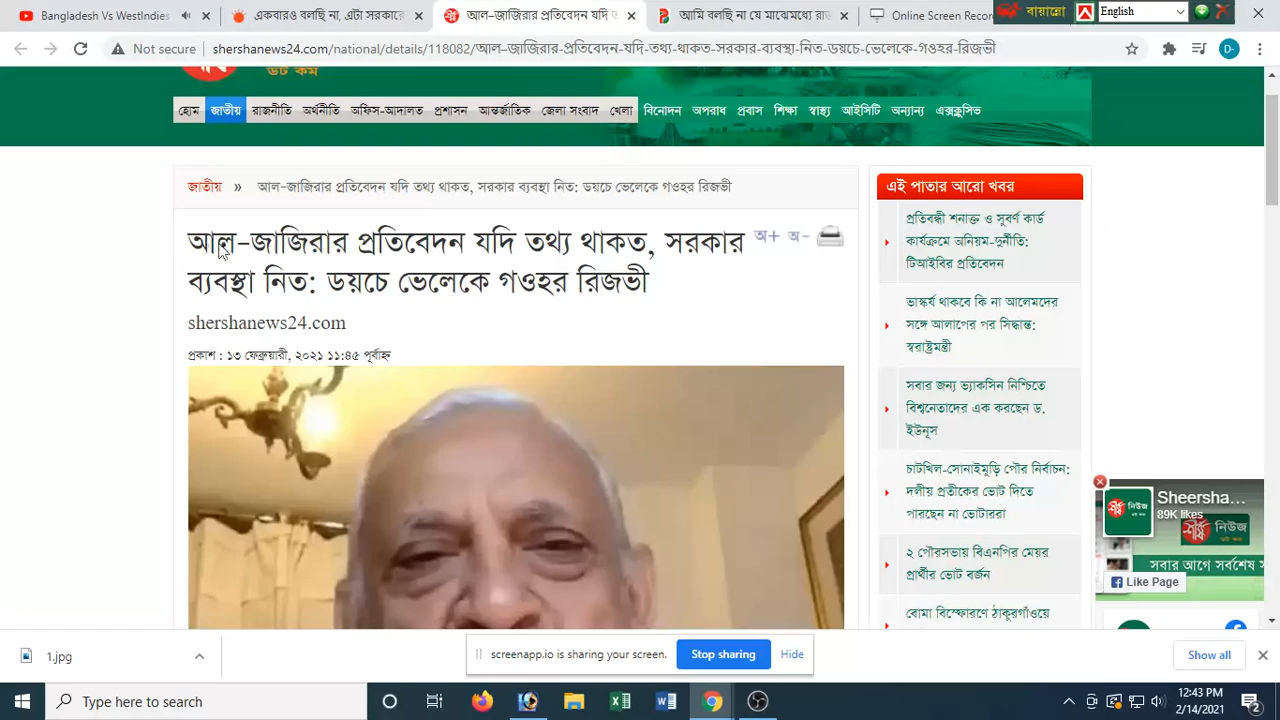 Bangladesh Vs WestIndies
একবারও
আল-জাজিরার প্রতিবেদন যদি ত
আমি বলছি না যে মাঝেমধ্যে
Online Screen Recor
বায়ান্নো
English
Not secure
shershanews24.com/national/details/118082/আল-জাজিরার-প্রতিবেদন-যদি-তথ্য-থাকত-সরকার-ব্যবস্থা-নিত-ডয়চে-ভেলেকে-গওহর-রিজভী
ডট কম
হোম জাতীয় রাজনীতি অর্থনীতি অফিস-আদালত প্রশাসন আন্তর্জাতিক জেলা সংবাদ খেলা বিনোদন অপরাধ প্রবাস শিক্ষা স্বাস্থ্য আইসিটি অন্যান্য এক্সক্লুসিভ
জাতীয় » আল-জাজিরার প্রতিবেদন যদি তথ্য থাকত, সরকার ব্যবস্থা নিত: ডয়চে ভেলেকে গওহর রিজভী
আল-জাজিরার প্রতিবেদন যদি তথ্য থাকত, সরকার
ব্যবস্থা নিত: ডয়চে ভেলেকে গওহর রিজভী
অ+ অ-
shershanews24.com
প্রকাশ : ১৩ ফেব্রুয়ারী, ২০২১ ১১:৪৫ পূর্বাহ্ন
এই পাতার আরো খবর
প্রতিবন্ধী শনাক্ত ও সুবর্ণ কার্ড
কার্যক্রমে অনিয়ম-দুর্নীতি:
টিআইবির প্রতিবেদন
ভাস্কর্য থাকবে কি না আলেমদের
সঙ্গে আলাপের পর সিদ্ধান্ত:
স্বরাষ্ট্রমন্ত্রী
সবার জন্য ভ্যাকসিন নিশ্চিতে
বিশ্বনেতাদের এক করছেন ড.
ইউনূস
চাটখিল-সোনাইমুড়ি পৌর নির্বাচন:
দলীয় প্রতীকের ভোট দিতে
পারছেন না ভোটাররা
২ পৌরসভায় বিএনপির মেয়র
প্রার্থীর ভোট বর্জন
বোমা বিস্ফোরণে ঠাকুরগাঁওয়ে
Sheersha...
89K likes
শীর্ষ নিউজ
সবার আগে সর্বশেষ স
Like Page
1.jpg
screenapp.io is sharing your screen.
Stop sharing
Hide
Show all
Type here to search
12:43 PM
2/14/2021
2